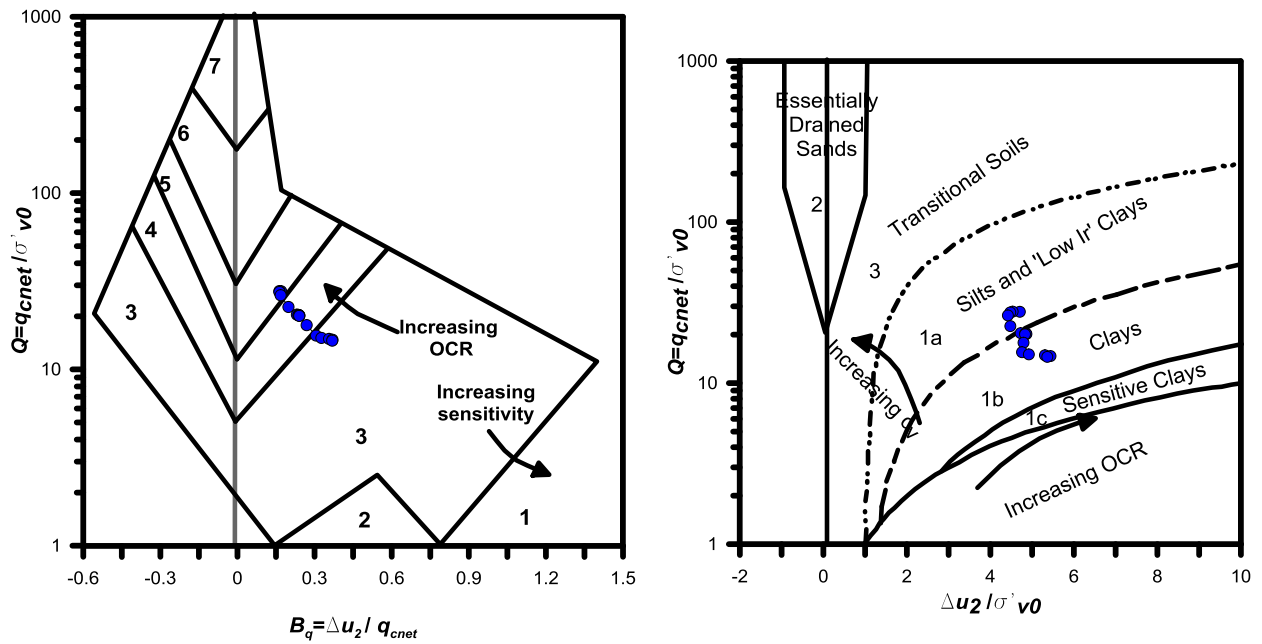 1000
100
10
1
Q=qcnet/σ'v0
7
6
5
4
3
3
2
1
Increasing
OCR
Increasing
sensitivity
-0.6
-0.3
0
0.3
0.6
0.9
1.2
1.5
Bq=Δu2/ qcnet
1000
100
10
1
Q=qcnet/σ'v0
Essentially
Drained
Sands
2
Transitional Soils
3
Silts and 'Low Ir' Clays
1a
Clays
Increasing cv
1b
Sensitive Clays
1c
Increasing OCR
-2
0
2
4
6
8
10
Δu2/σ'v0